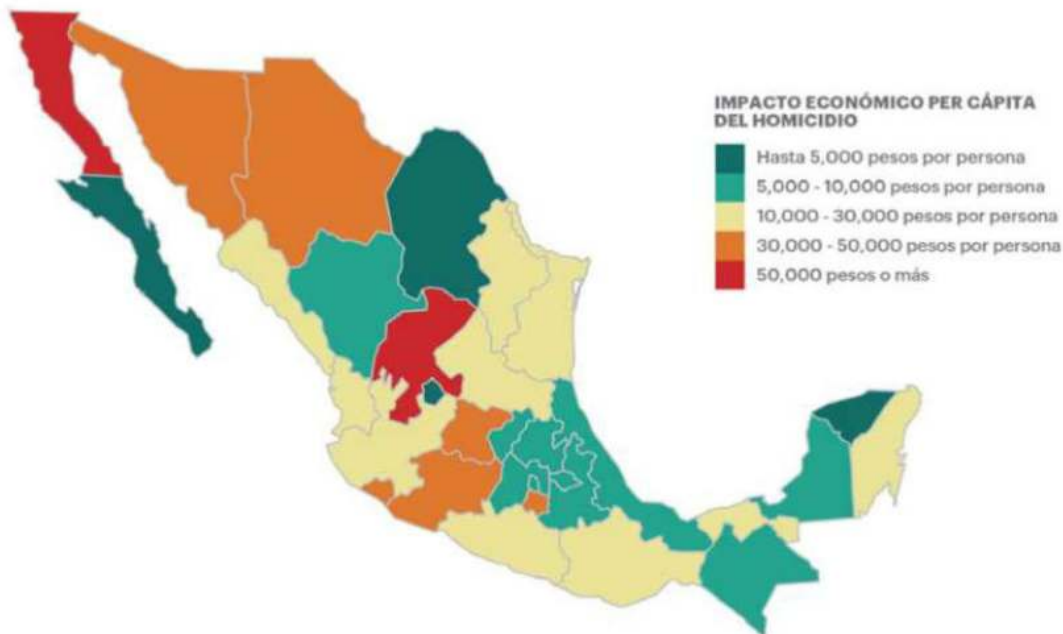 IMPACTO ECONÓMICO PER CÁPITA
DEL HOMICIDIO
Hasta 5,000 pesos por persona
5,000 - 10,000 pesos por persona
10,000 - 30,000 pesos por persona
30,000 - 50,000 pesos por persona
50,000 pesos o más